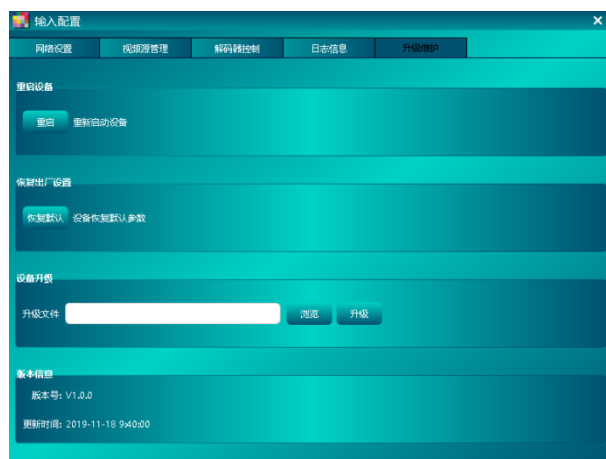 输入配置
网络设置 视频源管理 解码器控制 日志信息 升级维护
重启设备
重启 重新启动设备
恢复出厂设置
恢复默认 设备恢复默认参数
设备升级
升级文件 浏览 升级
版本信息
版本号: V1.0.0
更新时间: 2019-11-18 9:40:00